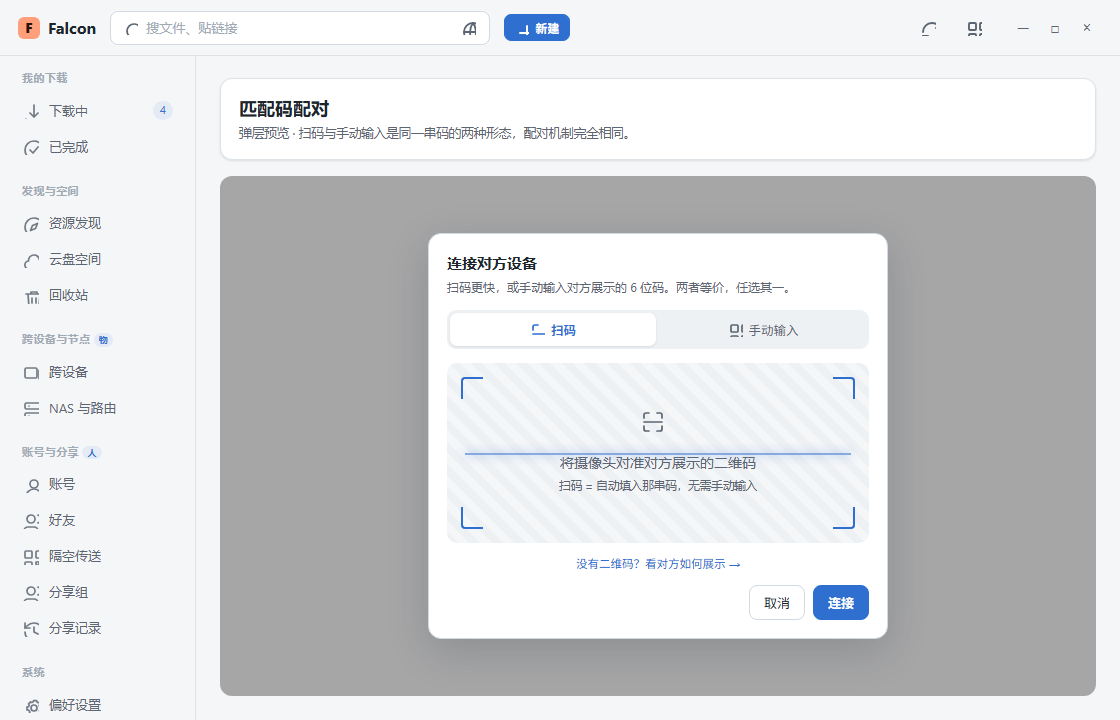 F Falcon 搜文件、贴链接 新建
我的下载
下载中 4
已完成
发现与空间
资源发现
云盘空间
回收站
跨设备与节点 物
跨设备
NAS 与路由
账号与分享 人
账号
好友
隔空传送
分享组
分享记录
系统
偏好设置
匹配码配对
弹层预览 · 扫码与手动输入是同一串码的两种形态，配对机制完全相同。
连接对方设备
扫码更快，或手动输入对方展示的 6 位码。两者等价，任选其一。
扫码 手动输入
将摄像头对准对方展示的二维码
扫码 = 自动填入那串码，无需手动输入
没有二维码？看对方如何展示 →
取消 连接